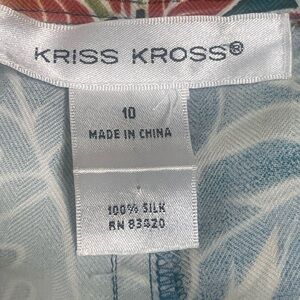 KRISS KROSS®
10
MADE IN CHINA
100% SILK
RN 83420